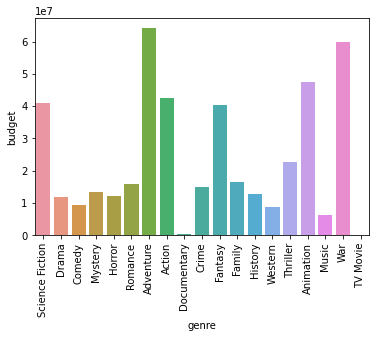 1e7
6
5
4
3
2
1
0
budget
Science Fiction
Drama
Comedy
Mystery
Horror
Romance
Adventure
Action
Documentary
Crime
Fantasy
Family
History
Western
Thriller
Animation
Music
War
TV Movie
genre